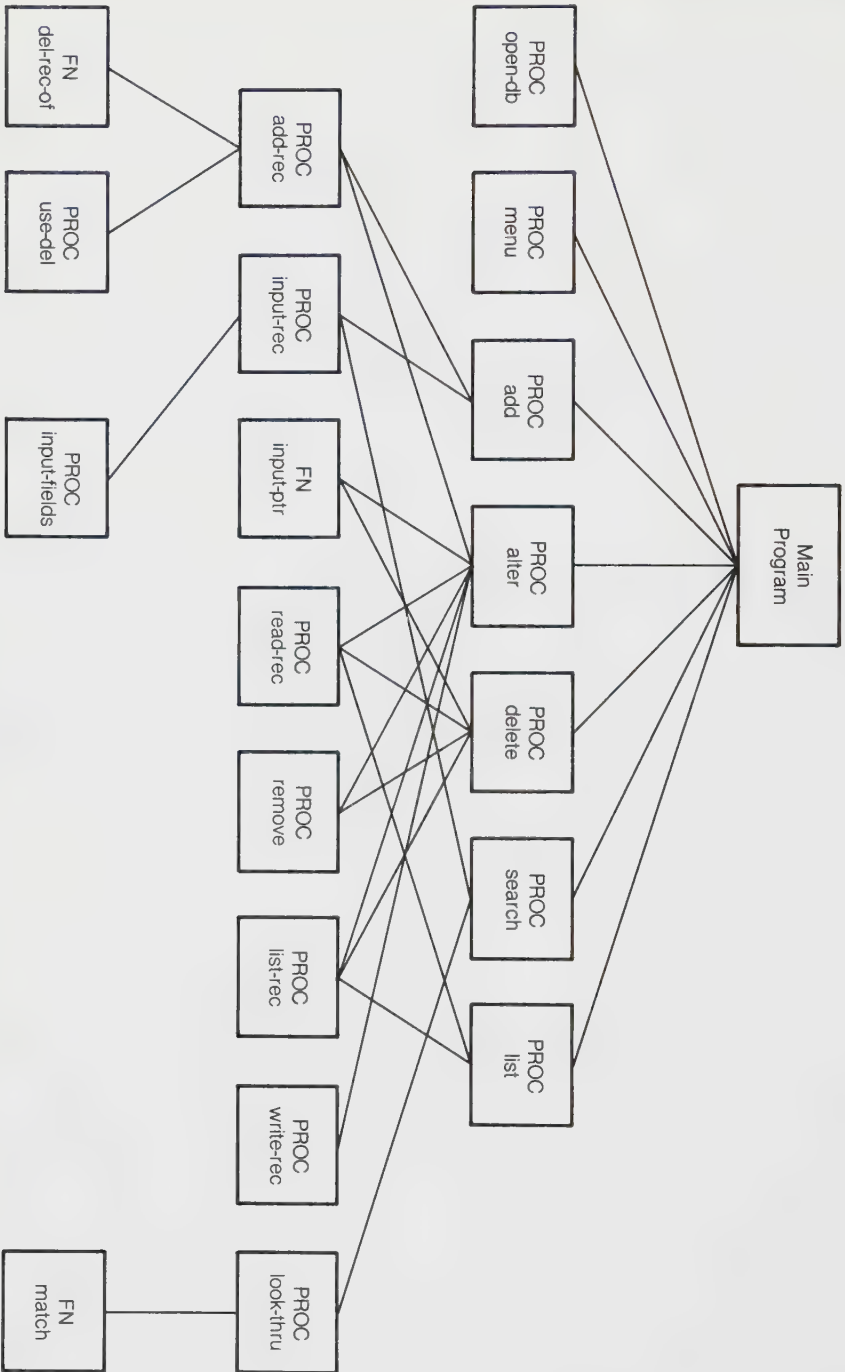 Main
Program
PROC
open-db
PROC
menu
PROC
add
PROC
alter
PROC
delete
PROC
search
PROC
list
PROC
add-rec
PROC
input-rec
FN
input-ptr
PROC
read-rec
PROC
remove
PROC
list-rec
PROC
write-rec
PROC
look-thru
FN
del-rec-of
PROC
use-del
PROC
input-fields
FN
match